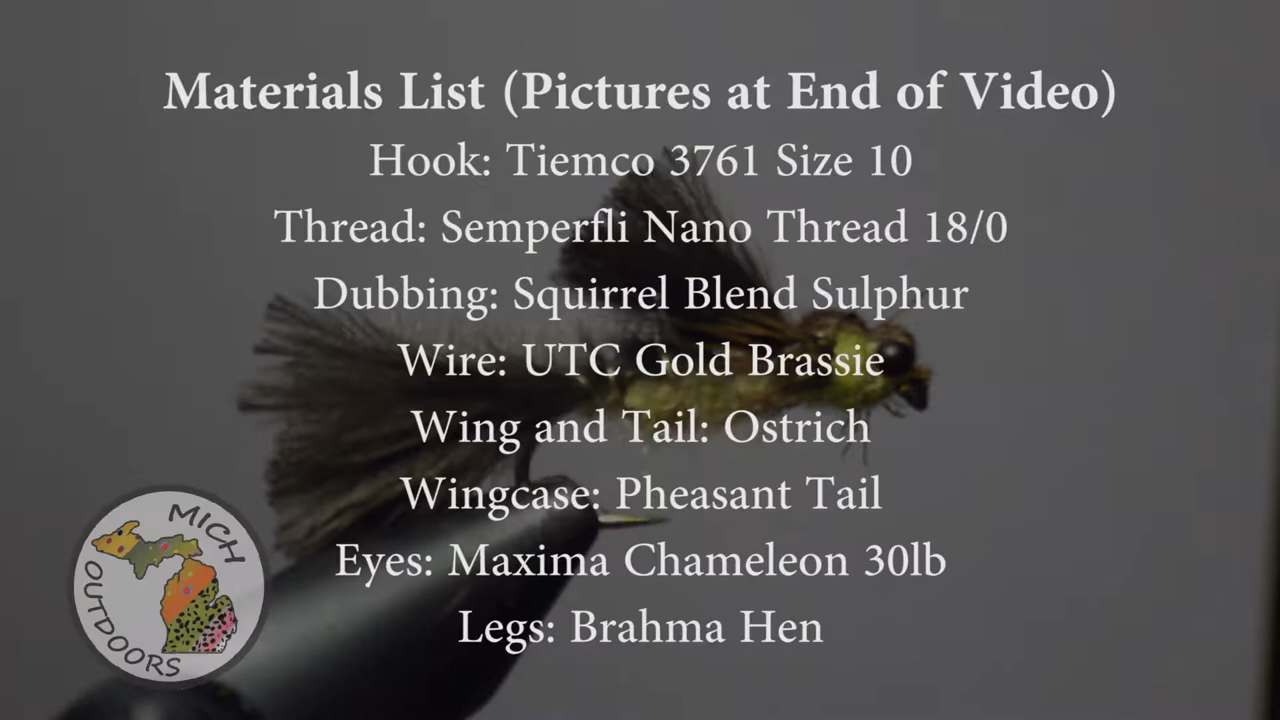 Materials List (Pictures at End of Video)
Hook: Tiemco 3761 Size 10
Thread: Semperfli Nano Thread 18/0
Dubbing: Squirrel Blend Sulphur
Wire: UTC Gold Brassie
Wing and Tail: Ostrich
Wingcase: Pheasant Tail
Eyes: Maxima Chameleon 30lb
Legs: Brahma Hen
MICH
OUTDOORS